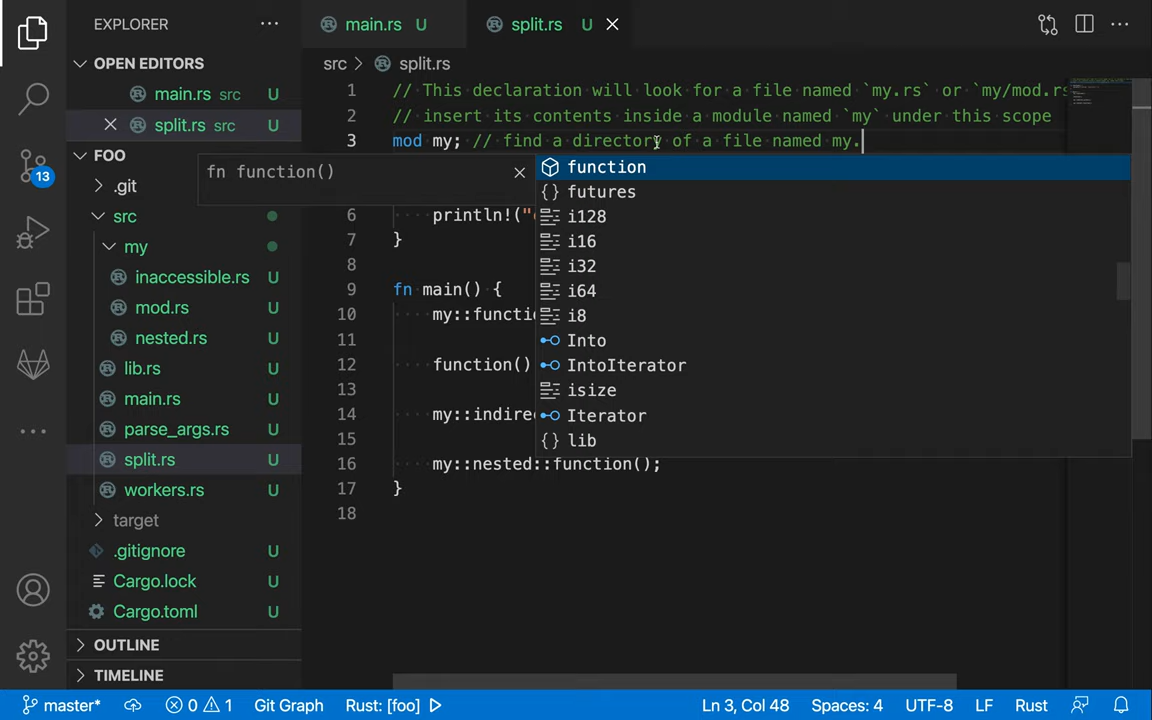 EXPLORER
OPEN EDITORS
main.rs src U
split.rs src U
FOO
.git
src
my
inaccessible.rs U
mod.rs U
nested.rs U
lib.rs U
main.rs U
parse_args.rs U
split.rs U
workers.rs U
target
.gitignore U
Cargo.lock U
Cargo.toml U
OUTLINE
TIMELINE
13
main.rs U
split.rs U
src > split.rs
1 // This declaration will look for a file named `my.rs` or `my/mod.rs
2 // insert its contents inside a module named `my` under this scope
3 mod my; // find a directory of a file named my.
fn function()
function
futures
i128
i16
i32
i64
i8
Into
IntoIterator
isize
Iterator
lib
6 println!("
7 }
8
9 fn main() {
10 my::functi
11
12 function()
13
14 my::indire
15
16 my::nested::function();
17 }
18
master* 0 1 Git Graph Rust: [foo] Ln 3, Col 48 Spaces: 4 UTF-8 LF Rust